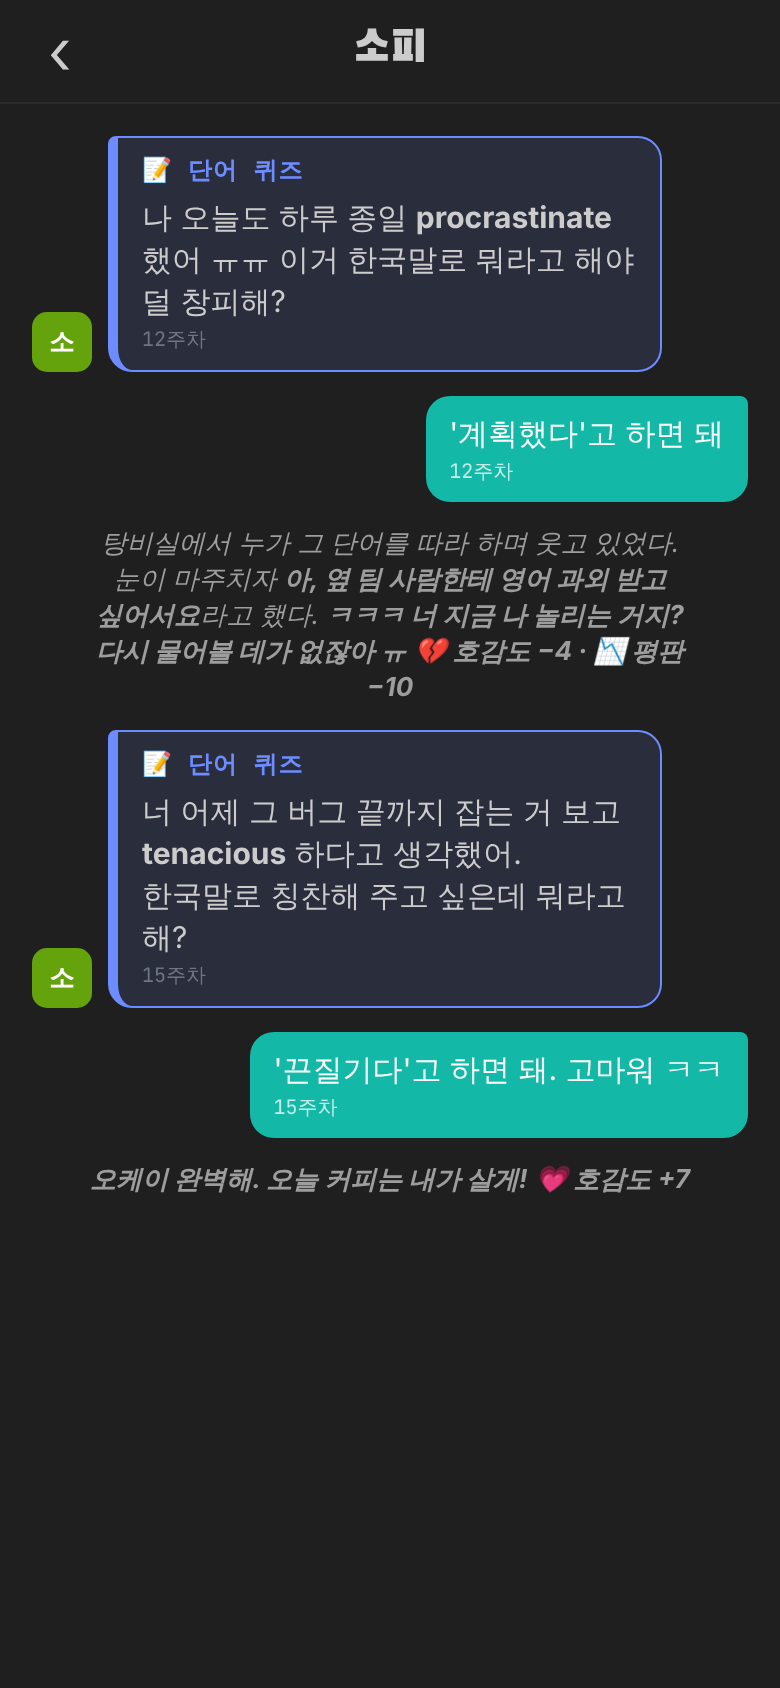 소피
📝 단어 퀴즈
나 오늘도 하루 종일 procrastinate
했어 ㅠㅠ 이거 한국말로 뭐라고 해야
덜 창피해?
12주차
소
'계획했다'고 하면 돼
12주차
탕비실에서 누가 그 단어를 따라 하며 웃고 있었다.
눈이 마주치자 아, 옆 팀 사람한테 영어 과외 받고
싶어서요라고 했다. ㅋㅋㅋ 너 지금 나 놀리는 거지?
다시 물어볼 데가 없잖아 ㅠ 💔 호감도 −4 · 📉 평판
−10
📝 단어 퀴즈
너 어제 그 버그 끝까지 잡는 거 보고
tenacious 하다고 생각했어.
한국말로 칭찬해 주고 싶은데 뭐라고
해?
15주차
소
'끈질기다'고 하면 돼. 고마워 ㅋㅋ
15주차
오케이 완벽해. 오늘 커피는 내가 살게! 💗 호감도 +7